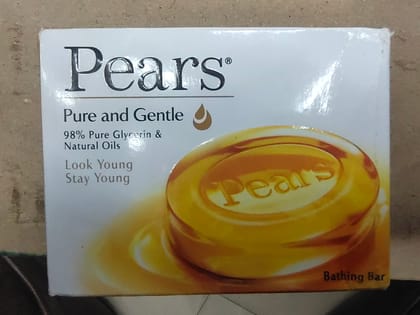 Pears®
Pure and Gentle
98% Pure Glycerin &
Natural Oils
Look Young
Stay Young
Pears
Bathing Bar